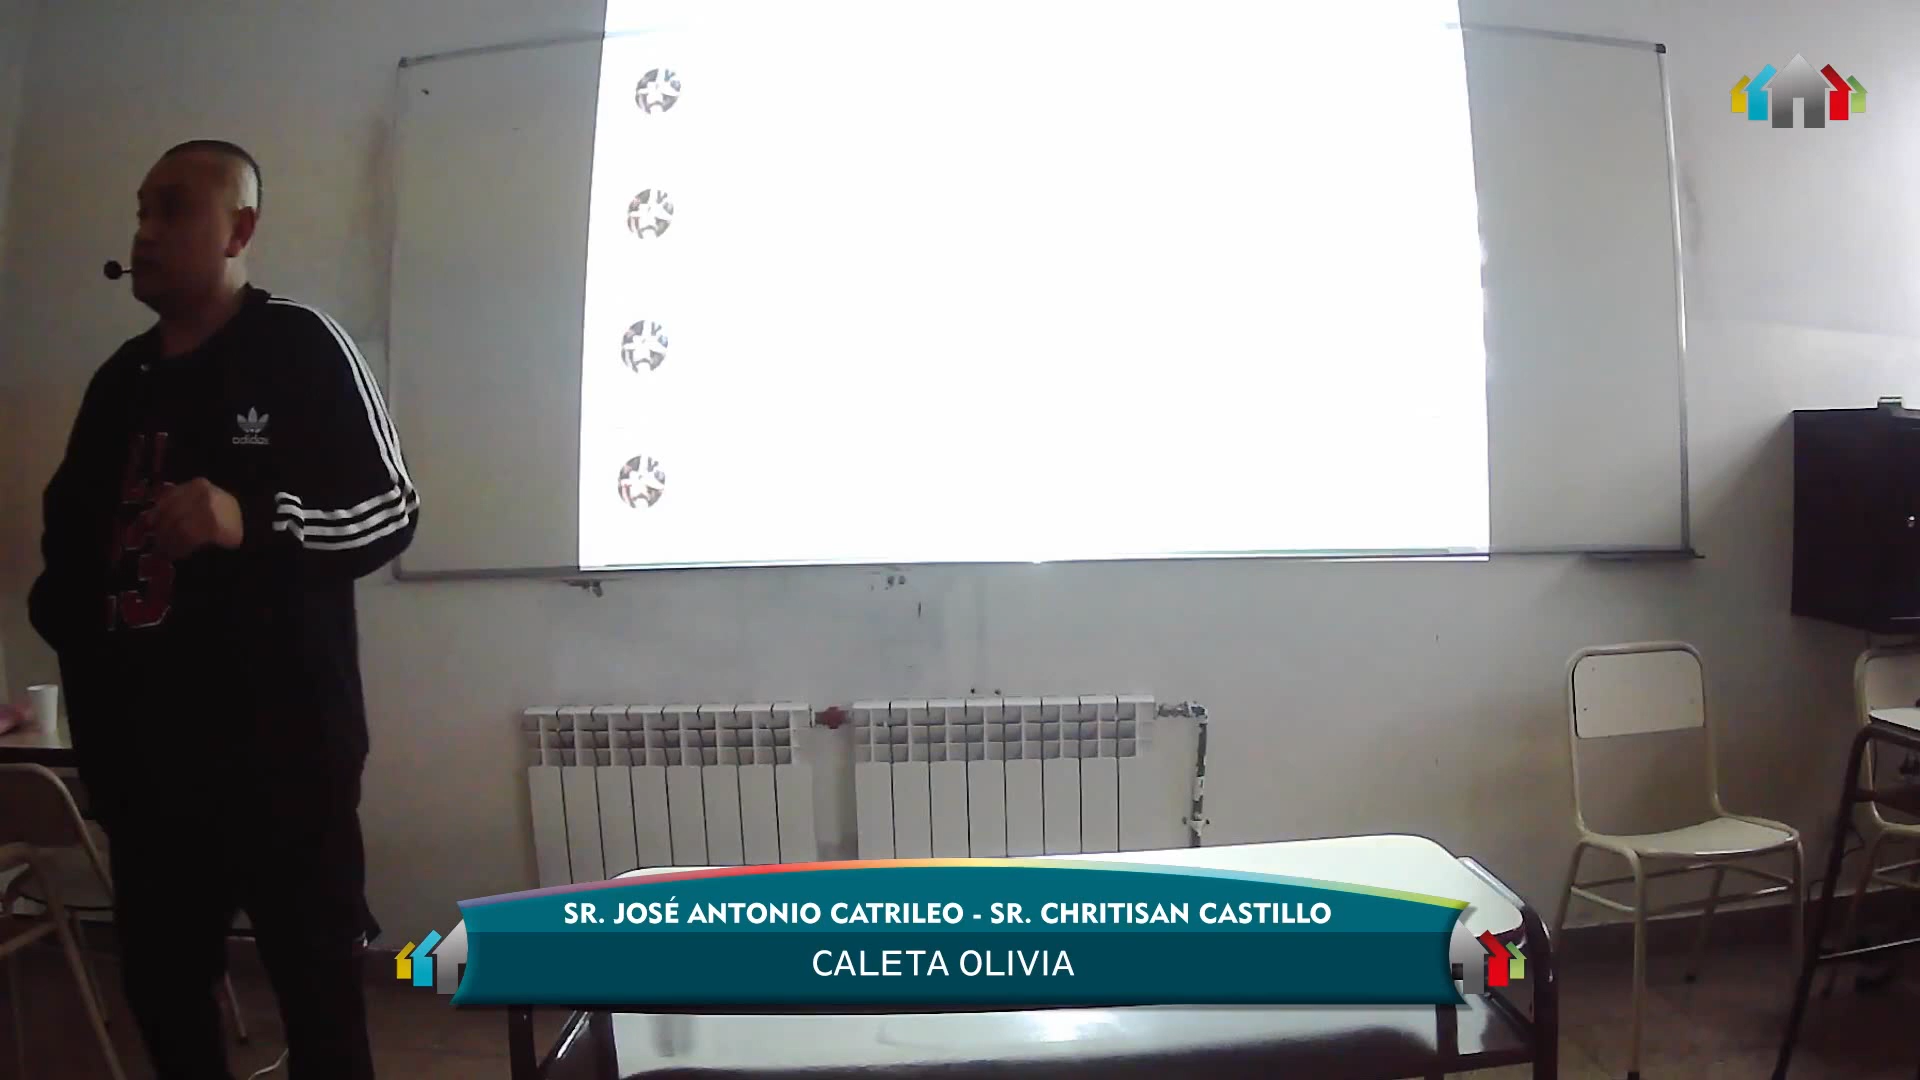 adidas
SR. JOSÉ ANTONIO CATRILEO - SR. CHRITISAN CASTILLO
CALETA OLIVIA